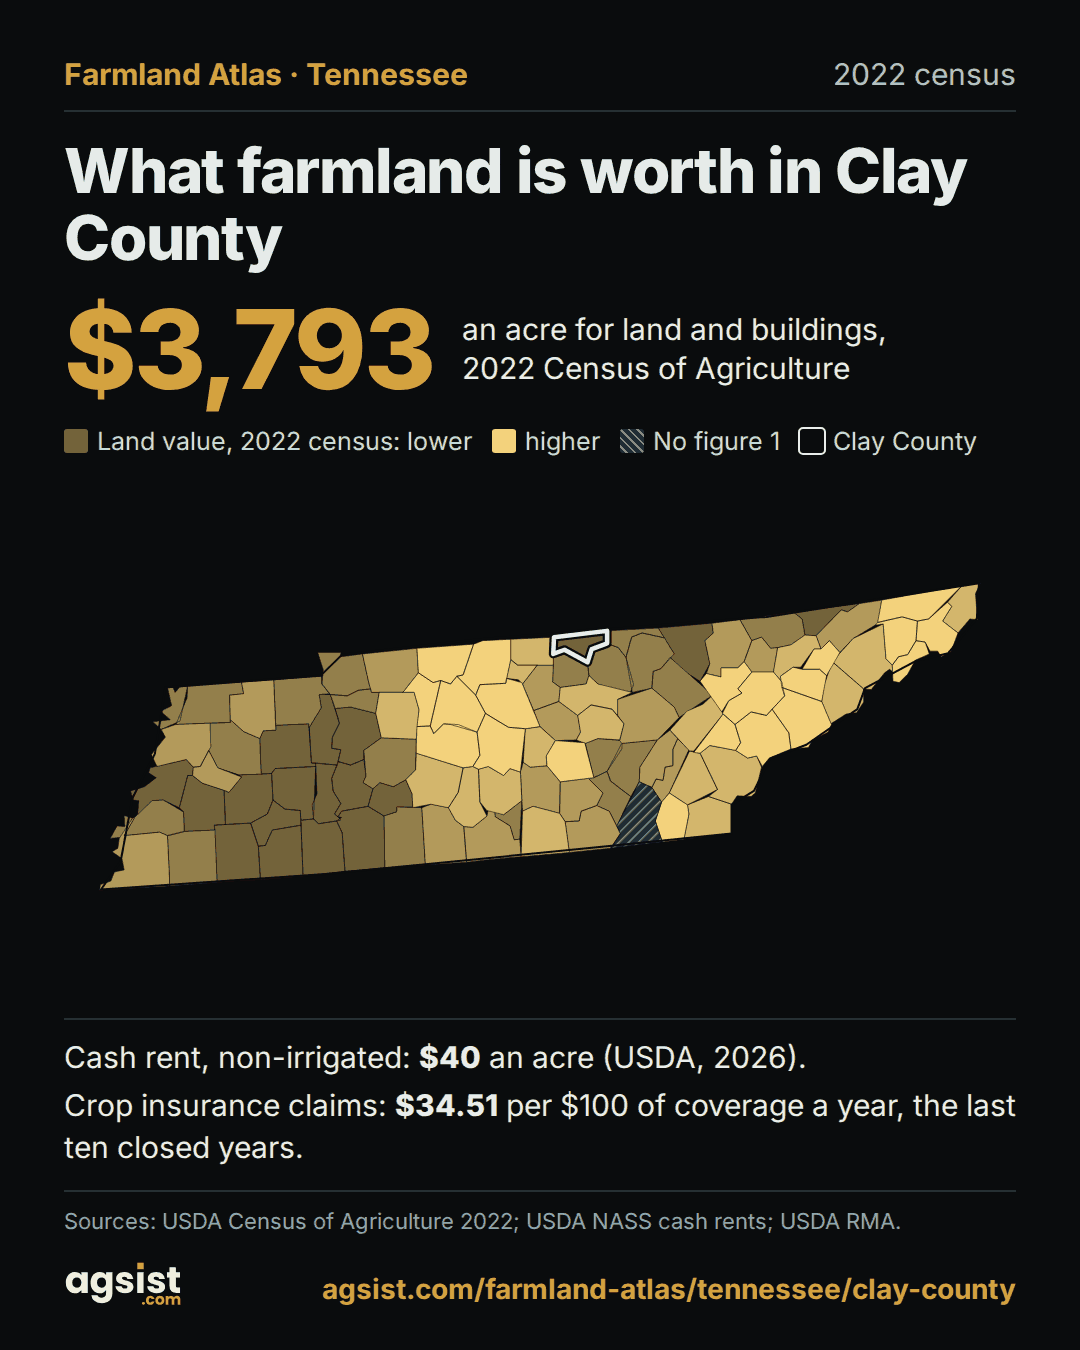 Farmland Atlas · Tennessee
2022 census
What farmland is worth in Clay
County
$3,793
an acre for land and buildings,
2022 Census of Agriculture
Land value, 2022 census: lower
higher
No figure 1
Clay County
Cash rent, non-irrigated: $40 an acre (USDA, 2026).
Crop insurance claims: $34.51 per $100 of coverage a year, the last
ten closed years.
Sources: USDA Census of Agriculture 2022; USDA NASS cash rents; USDA RMA.
agsist
.com
agsist.com/farmland-atlas/tennessee/clay-county